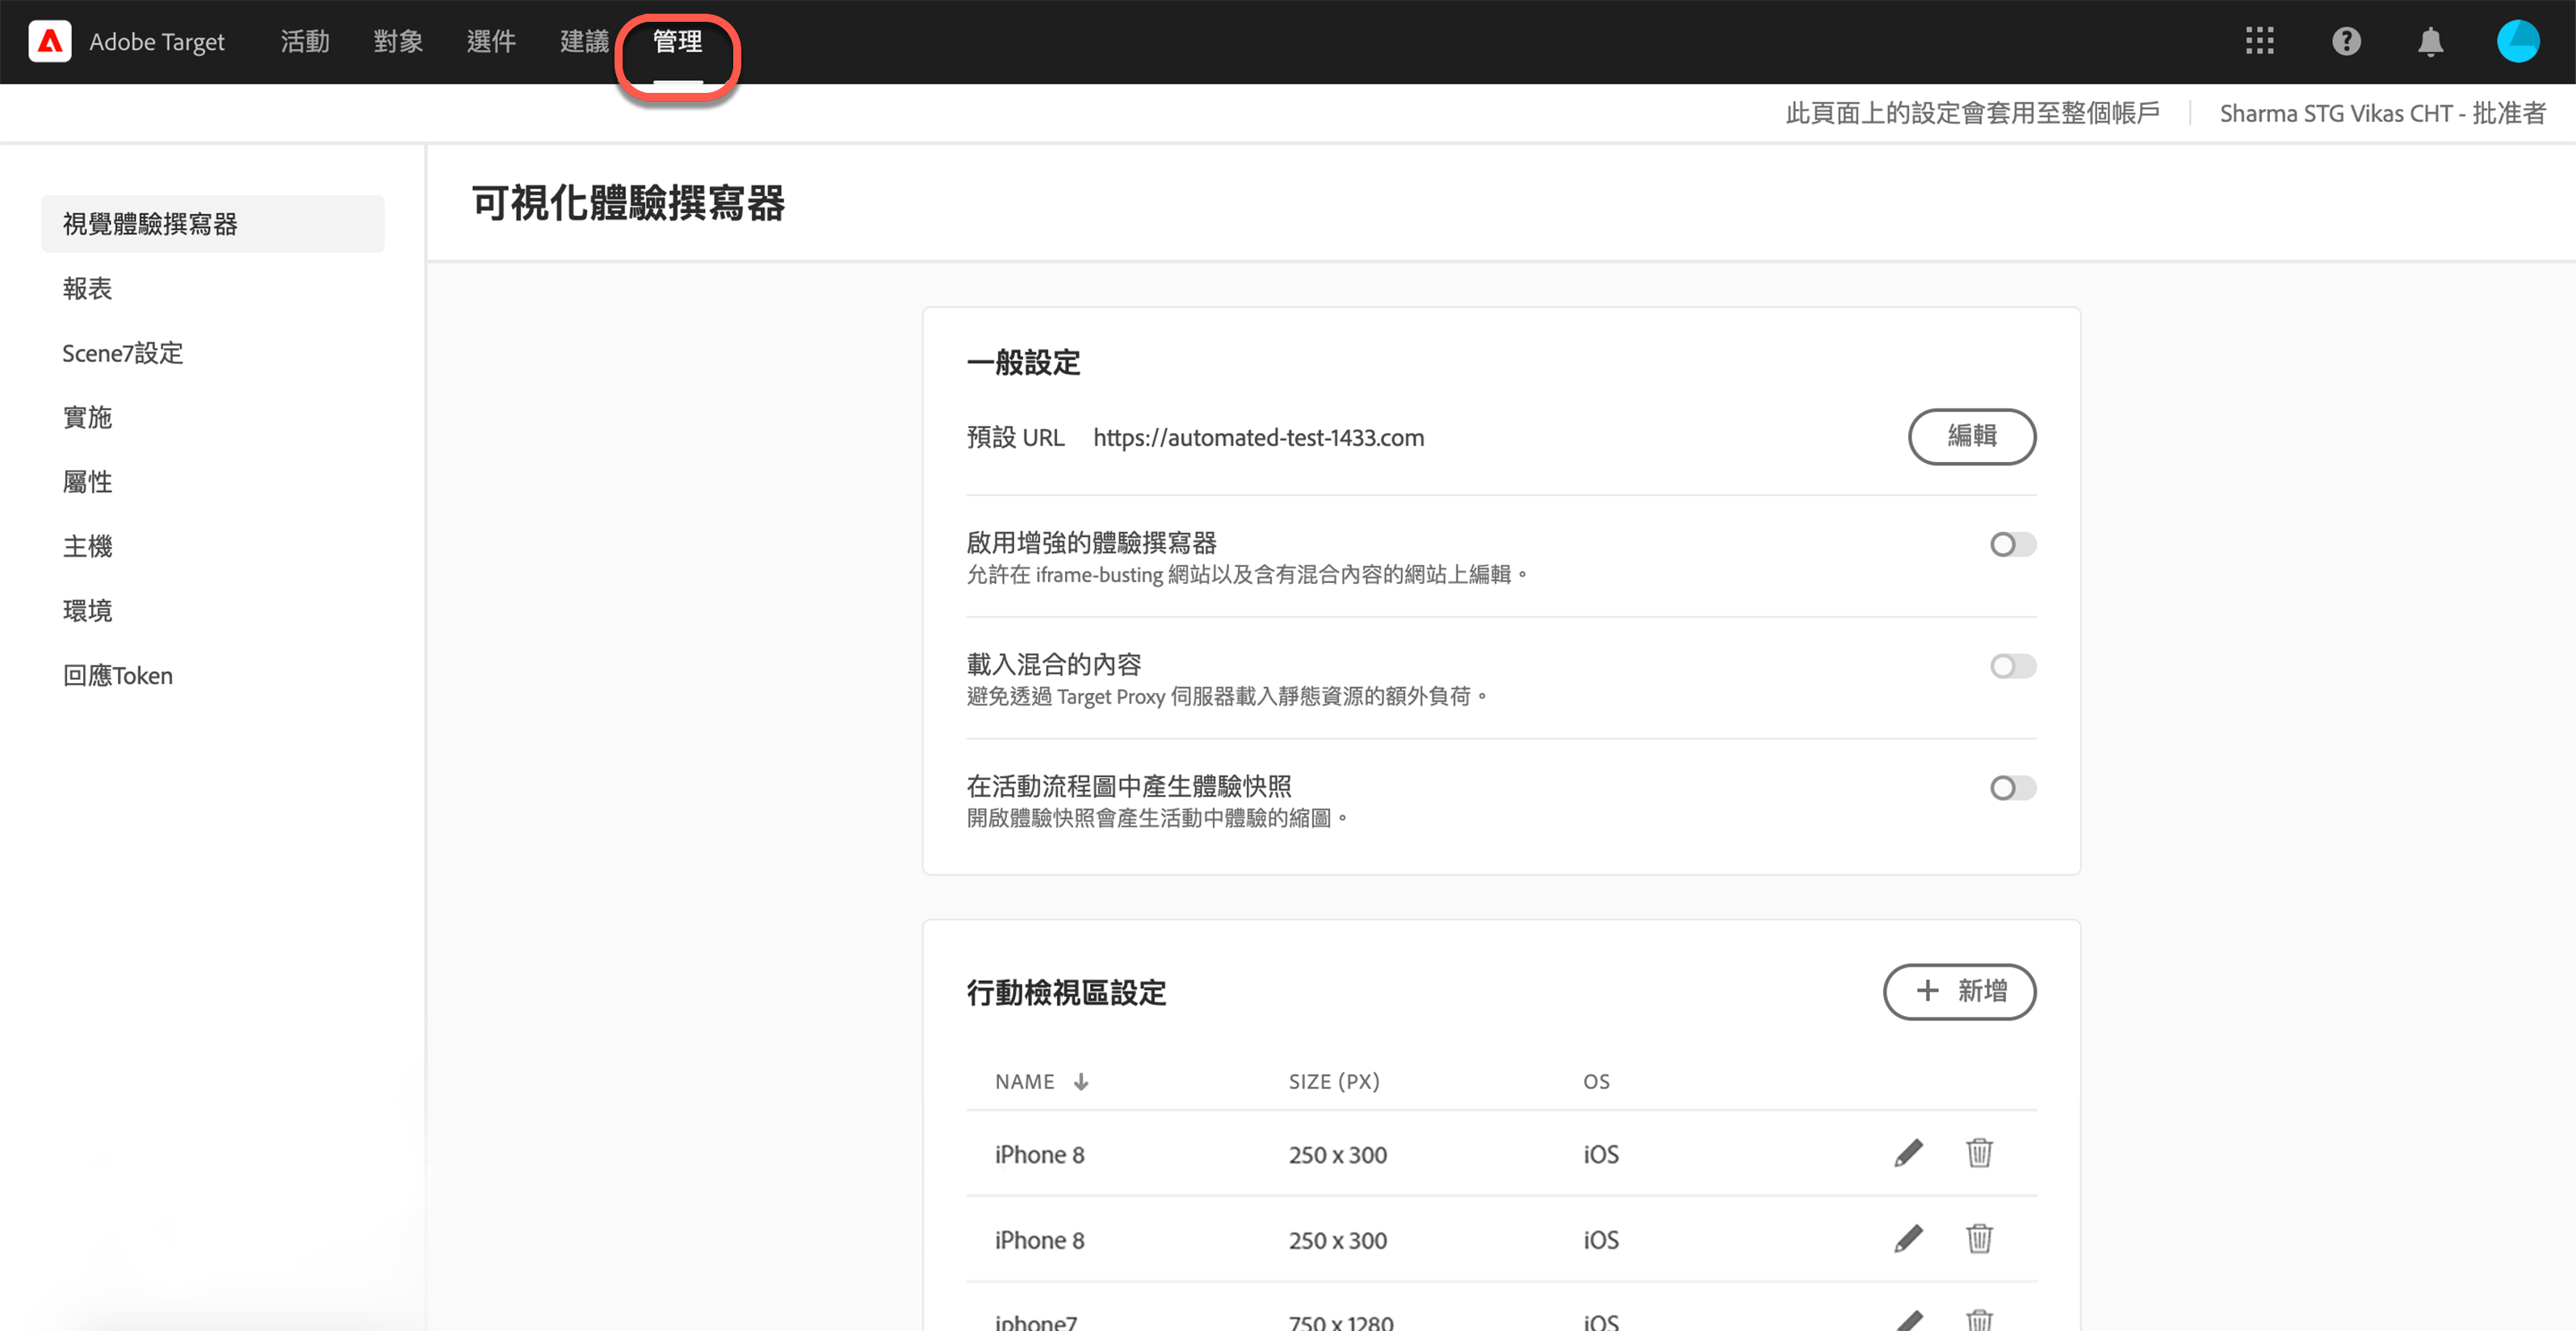 Adobe Target 活動 對象 選件 建議 管理
此頁面上的設定會套用至整個帳戶 Sharma STG Vikas CHT - 批准者
視覺體驗撰寫器
報表
Scene7設定
實施
屬性
主機
環境
回應Token
可視化體驗撰寫器
一般設定
預設 URL https://automated-test-1433.com 編輯
啟用增強的體驗撰寫器
允許在 iframe-busting 網站以及含有混合內容的網站上編輯。
載入混合的內容
避免透過 Target Proxy 伺服器載入靜態資源的額外負荷。
在活動流程圖中產生體驗快照
開啟體驗快照會產生活動中體驗的縮圖。
行動檢視區設定 新增
NAME SIZE (PX) OS
iPhone 8 250 x 300 iOS
iPhone 8 250 x 300 iOS
iphone7 750 x 1280 iOS